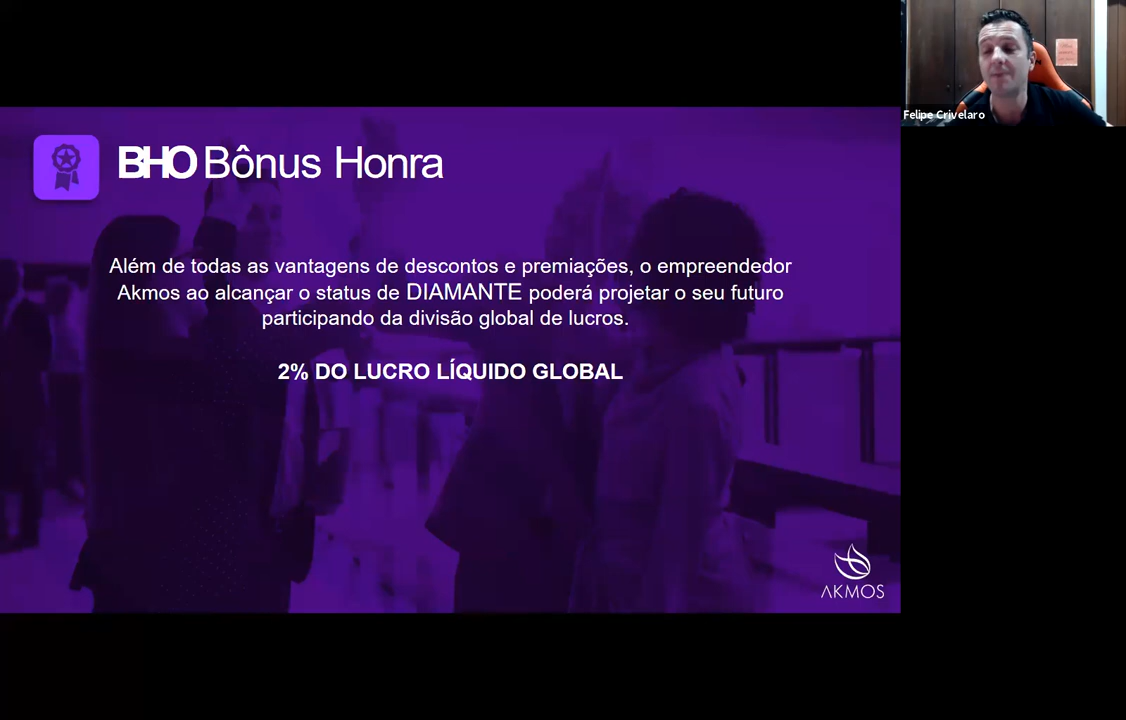 Felipe Crivelaro
BHO Bônus Honra
Além de todas as vantagens de descontos e premiações, o empreendedor
Akmos ao alcançar o status de DIAMANTE poderá projetar o seu futuro
participando da divisão global de lucros.
2% DO LUCRO LÍQUIDO GLOBAL
AKMOS